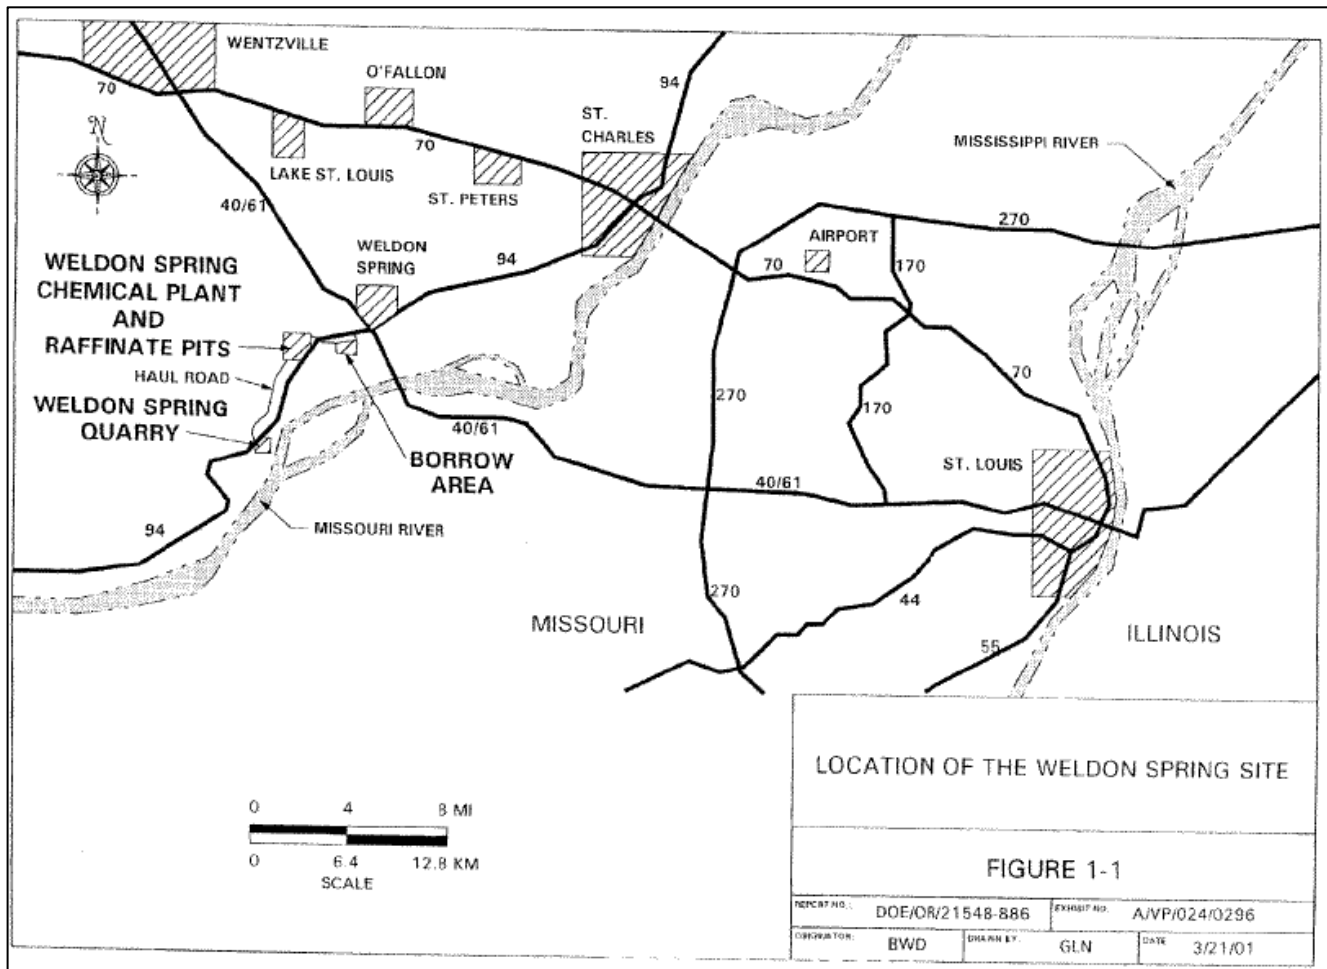 WENTZVILLE
O'FALLON
94
70
ST.
CHARLES
N
MISSISSIPPI RIVER
70
LAKE ST. LOUIS
ST. PETERS
40/61
270
WELDON
SPRING
AIRPORT
94
70
170
WELDON SPRING
CHEMICAL PLANT
AND
RAFFINATE PITS
HAUL ROAD
70
270
170
WELDON SPRING
QUARRY
40/61
BORROW
AREA
ST. LOUIS
40/61
94
MISSOURI RIVER
270
44
MISSOURI
ILLINOIS
55
LOCATION OF THE WELDON SPRING SITE
0 4 8 MI
0 6.4 12.8 KM
SCALE
FIGURE 1-1
REPORT NO.: DOE/OR/21548-886 EXHIBIT NO. A/VP/024/0296
ORIGINATOR: BWD DRAWN BY: GLN DATE 3/21/01